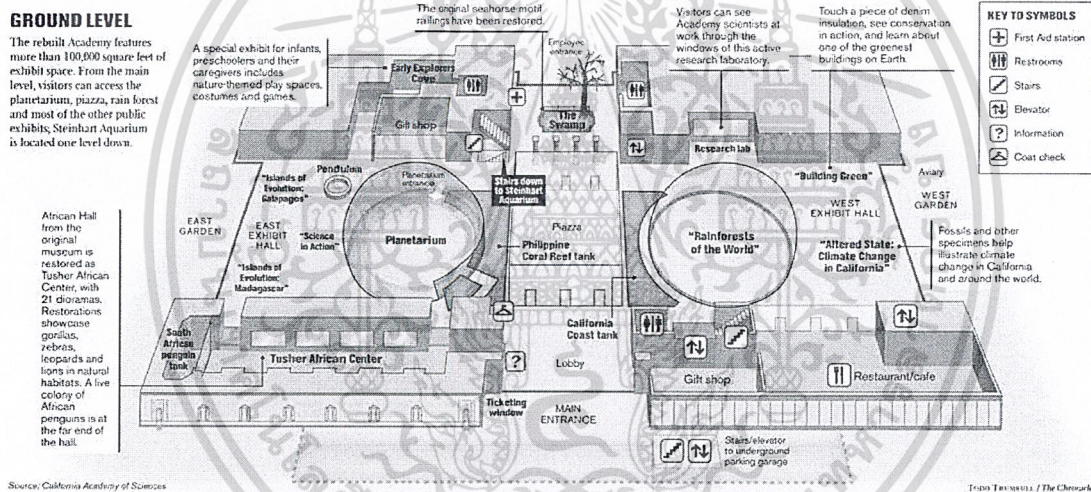 GROUND LEVEL
The rebuilt Academy features
more than 100,000 square feet of
exhibit space. From the main
level, visitors can access the
planetarium, piazza, rain forest
and most of the other public
exhibits; Steinhart Aquarium
is located one level down.
A special exhibit for infants,
preschoolers and their
caregivers includes
nature-themed play spaces,
costumes and games.
The original seahorse motif
railings have been restored.
Visitors can see
Academy scientists at
work through the
windows of this active
research laboratory.
Touch a piece of denim
insulation, see conservation
in action, and learn about
one of the greenest
buildings on Earth.
KEY TO SYMBOLS
First Aid station
Restrooms
Stairs
Elevator
? Information
Coat check
Employee
entrance
Early Explorers
Cove
Gift shop
The
Swamp
Research lab
Pendulum
Planetarium
entrance
Stairs down
to Steinhart
Aquarium
"Islands of
Evolution:
Galapagos"
"Building Green"
Aviary
EAST
GARDEN
EAST
EXHIBIT
HALL
"Science
in Action"
Planetarium
Piazza
Philippine
Coral Reef tank
"Rainforests
of the World"
WEST
EXHIBIT HALL
WEST
GARDEN
"Altered State:
Climate Change
in California"
"Islands of
Evolution:
Madagascar"
African Hall
from the
original
museum is
restored as
Tusher African
Center, with
21 dioramas.
Restorations
showcase
gorillas,
zebras,
leopards and
lions in natural
habitats. A live
colony of
African
penguins is at
the far end of
the hall.
Fossils and other
specimens help
illustrate climate
change in California
and around the world.
South
African
penguin
tank
Tusher African Center
California
Coast tank
?
Lobby
Gift shop
Restaurant/cafe
Ticketing
window
MAIN
ENTRANCE
Stairs/elevator
to underground
parking garage
Source: California Academy of Sciences
TODD TRUMBULL / The Chronicle